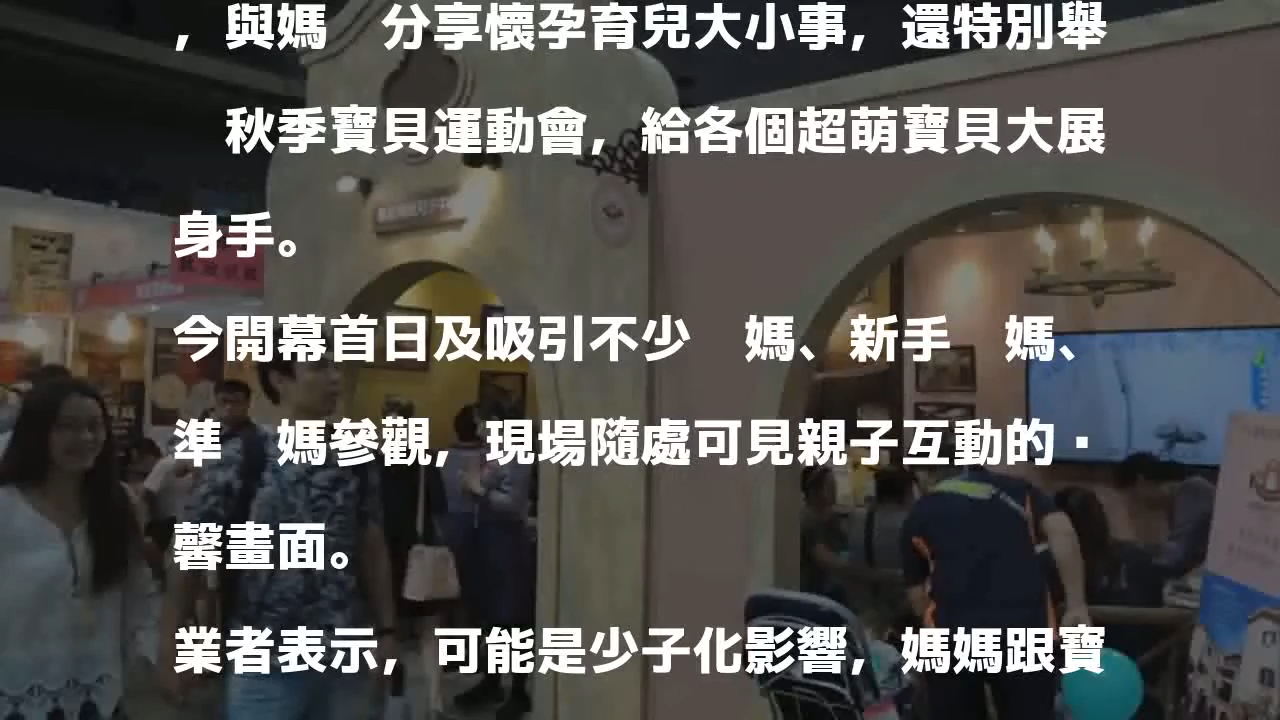 ，與媽　分享懷孕育兒大小事，還特別舉
　秋季寶貝運動會，給各個超萌寶貝大展
身手。
今開幕首日及吸引不少　媽、新手　媽、
準　媽參觀，現場隨處可見親子互動的·
馨畫面。
業者表示，可能是少子化影響，媽媽跟寶